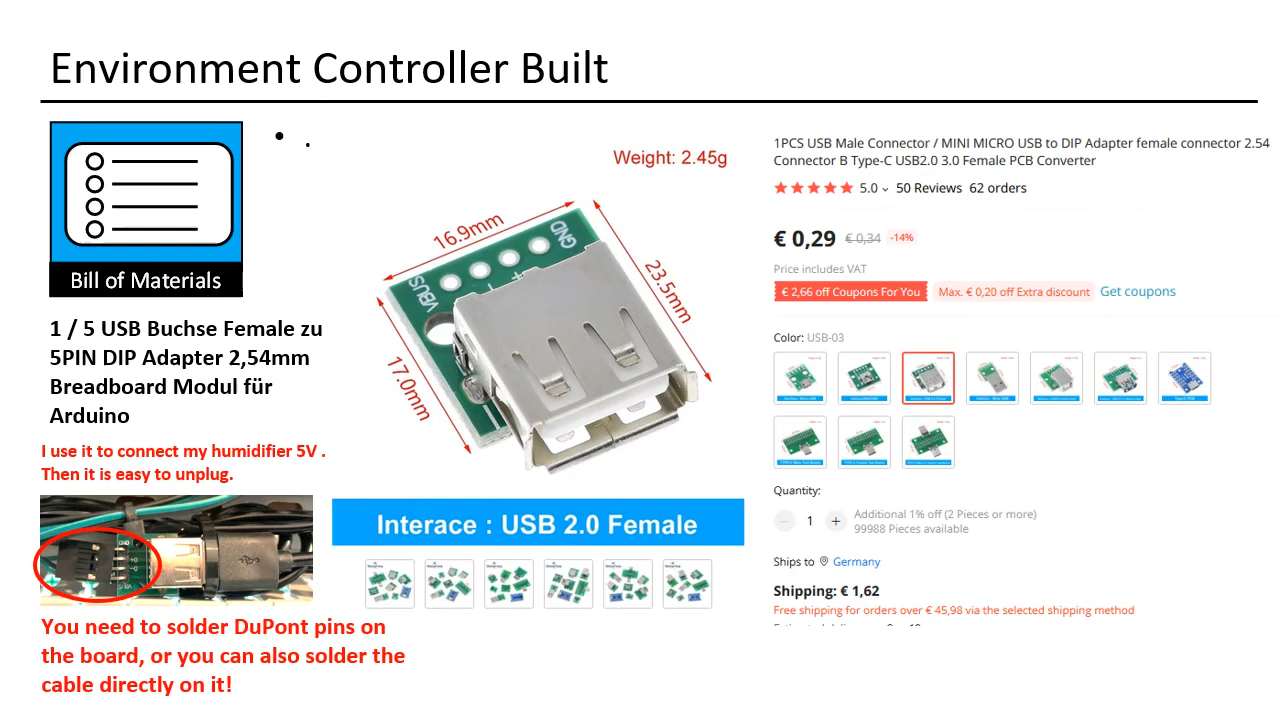 Environment Controller Built
• .
Bill of Materials
1 / 5 USB Buchse Female zu
5PIN DIP Adapter 2,54mm
Breadboard Modul für
Arduino
I use it to connect my humidifier 5V .
Then it is easy to unplug.
You need to solder DuPont pins on
the board, or you can also solder the
cable directly on it!
Weight: 2.45g
16.9mm
23.5mm
17.0mm
GND
+
-
VBUS
Interace : USB 2.0 Female
1PCS USB Male Connector / MINI MICRO USB to DIP Adapter female connector 2.54
Connector B Type-C USB2.0 3.0 Female PCB Converter
5.0 50 Reviews 62 orders
€ 0,29 € 0,34 -14%
Price includes VAT
€ 2,66 off Coupons For You Max. € 0,20 off Extra discount Get coupons
Color: USB-03
Quantity:
1
Additional 1% off (2 Pieces or more)
99988 Pieces available
Ships to Germany
Shipping: € 1,62
Free shipping for orders over € 45,98 via the selected shipping method